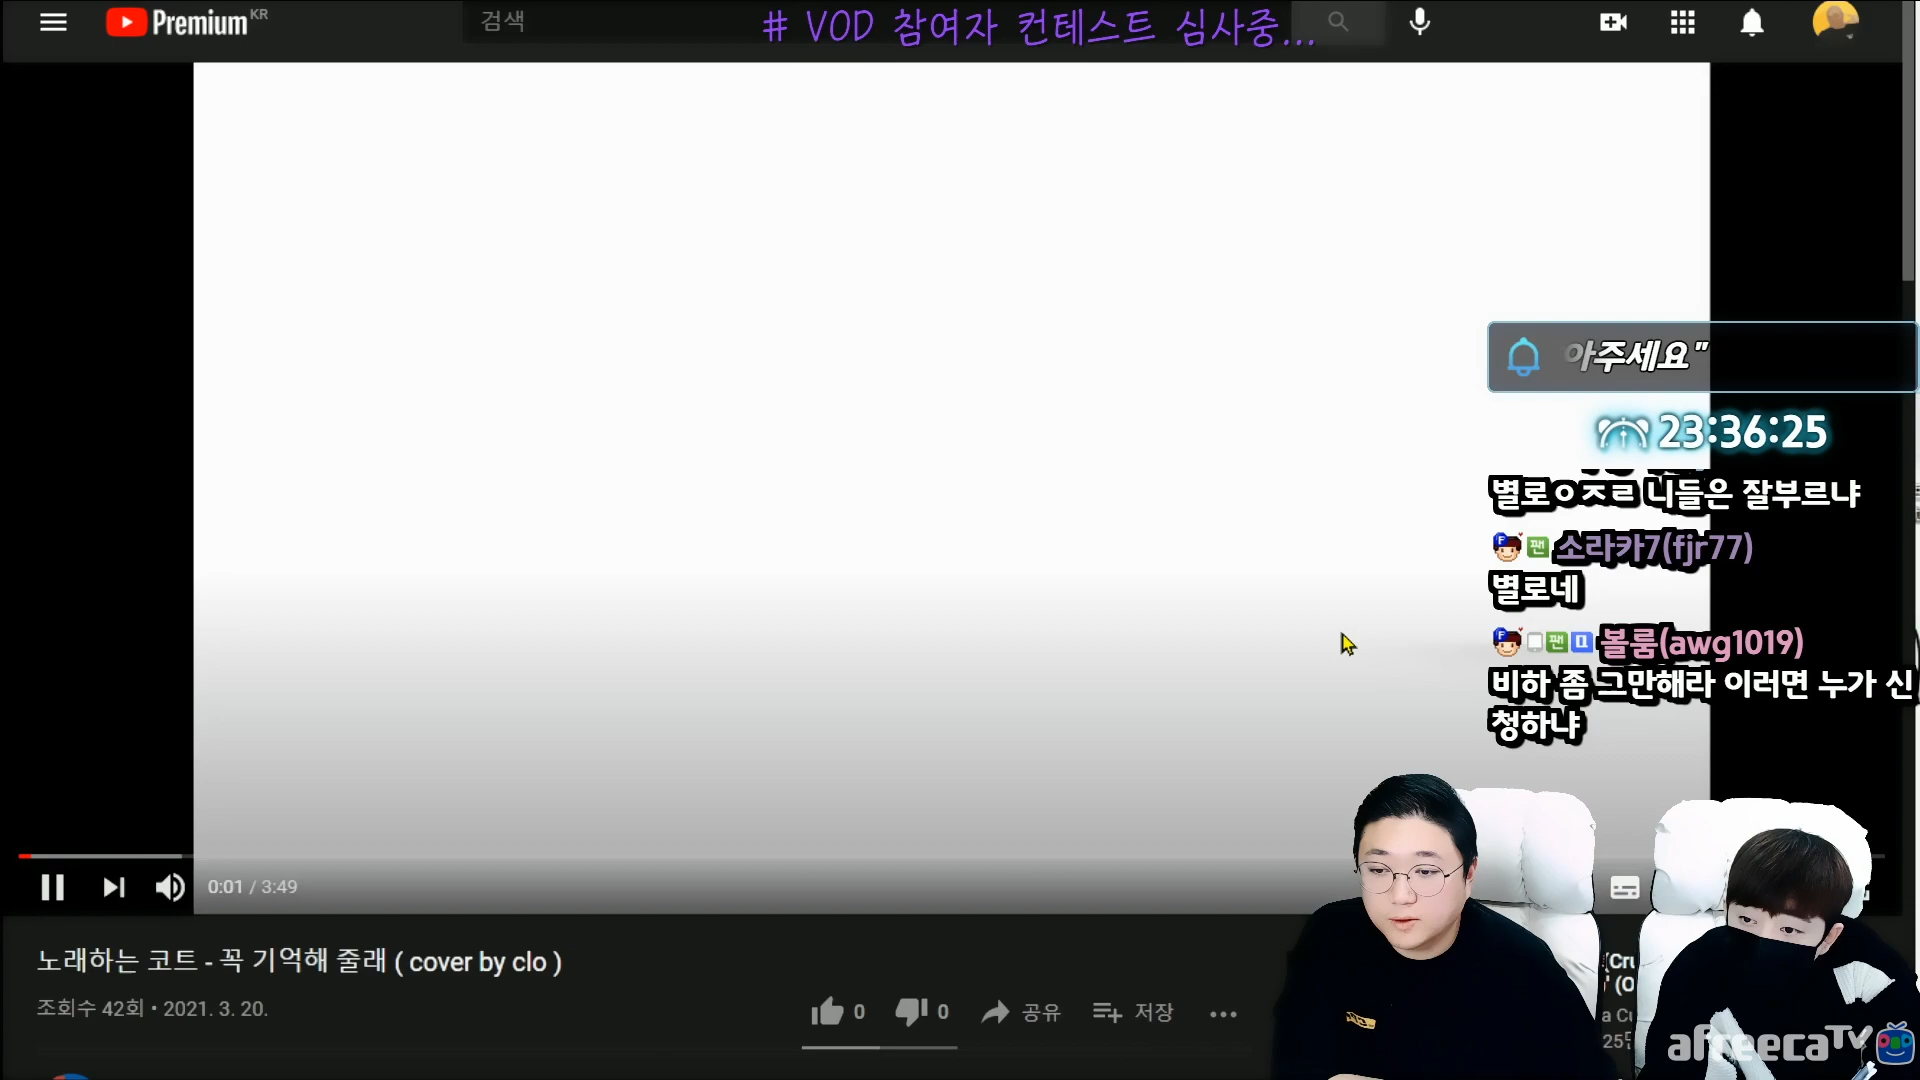 Premium KR
검색
# VOD 참여자 컨테스트 심사중...
아주세요"
23:36:25
별로ㅇㅈㄹ 니들은 잘부르냐
F 팬 소라카7(fjr77)
별로네
F 팬 볼룸(awg1019)
비하 좀 그만해라 이러면 누가 신
청하냐
0:01 / 3:49
노래하는 코트 - 꼭 기억해 줄래 ( cover by clo )
조회수 42회 • 2021. 3. 20.
0
0
공유
저장
(Cru
(O
a Cu
afreecaTV